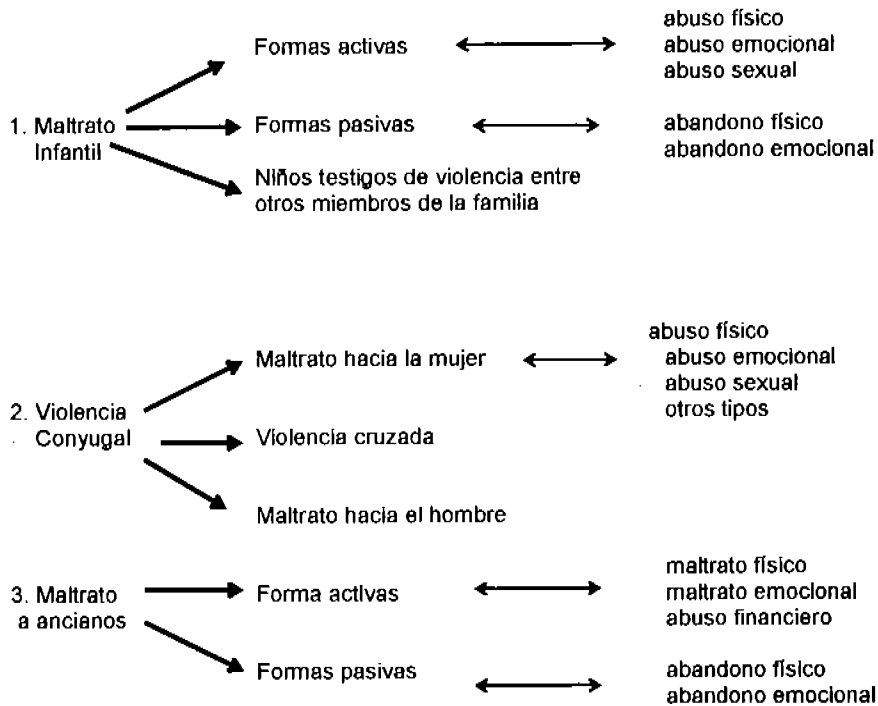 abuso físico
Formas activas
abuso emocional
abuso sexual
1. Maltrato
Infantil
Formas pasivas
abandono físico
abandono emocional
Niños testigos de violencia entre
otros miembros de la familia
abuso físico
Maltrato hacia la mujer
abuso emocional
abuso sexual
otros tipos
2. Violencia
Conyugal
Violencia cruzada
Maltrato hacia el hombre
maltrato físico
3. Maltrato
a ancianos
Forma activas
maltrato emocional
abuso financiero
Formas pasivas
abandono físico
abandono emocional